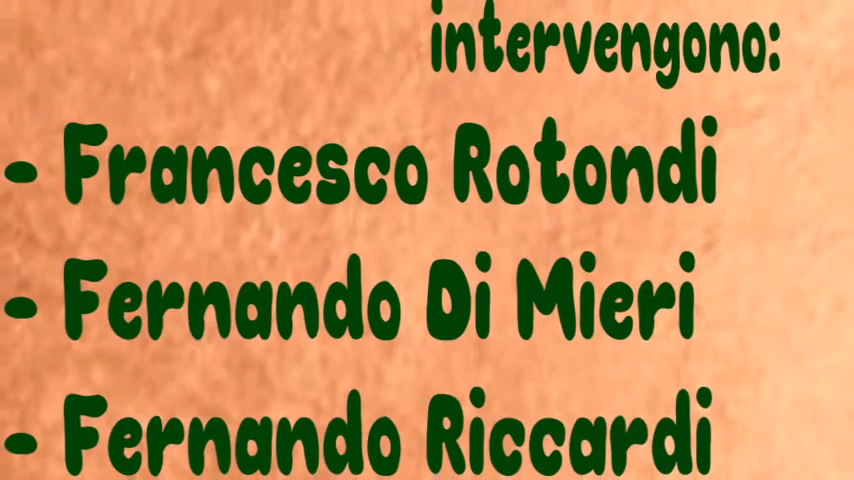 intervengono:
- Francesco Rotondi
- Fernando Di Mieri
- Fernando Riccardi